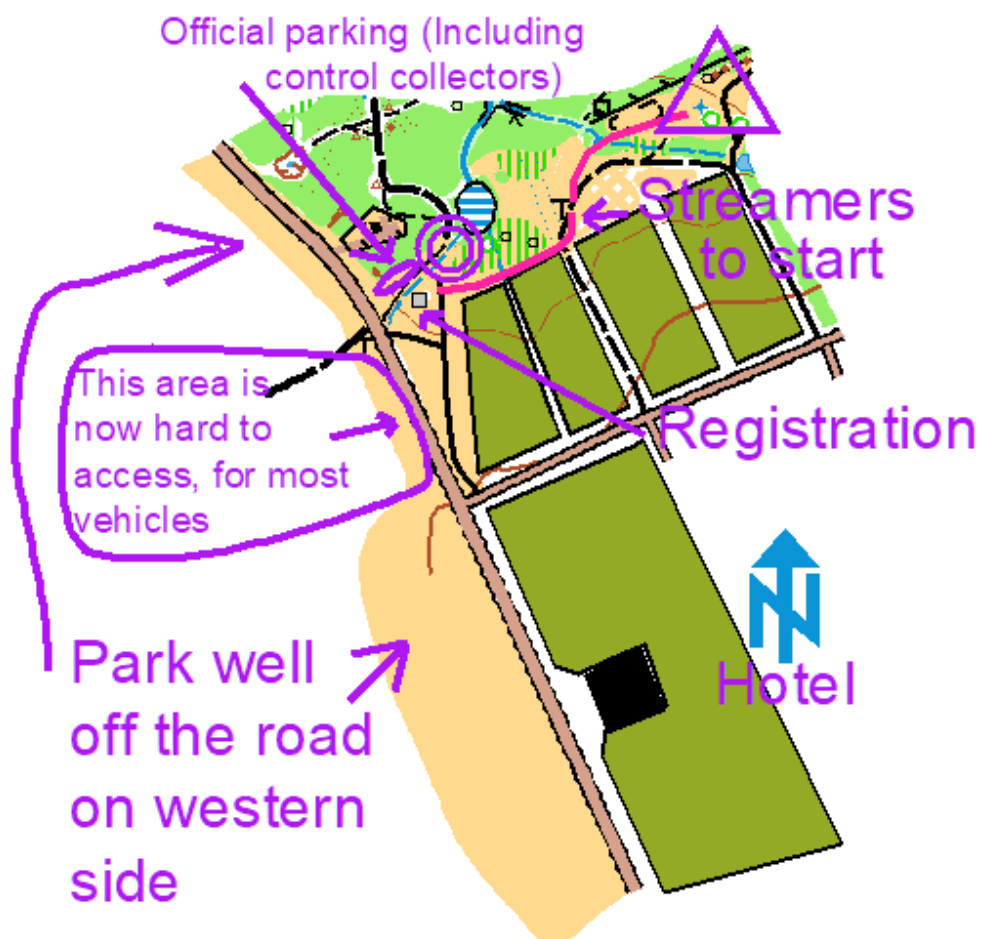 Official parking (Including
control collectors)
Streamers
to start
This area is
now hard to
access, for most
vehicles
Registration
Park well
off the road
on western
side
N
Hotel